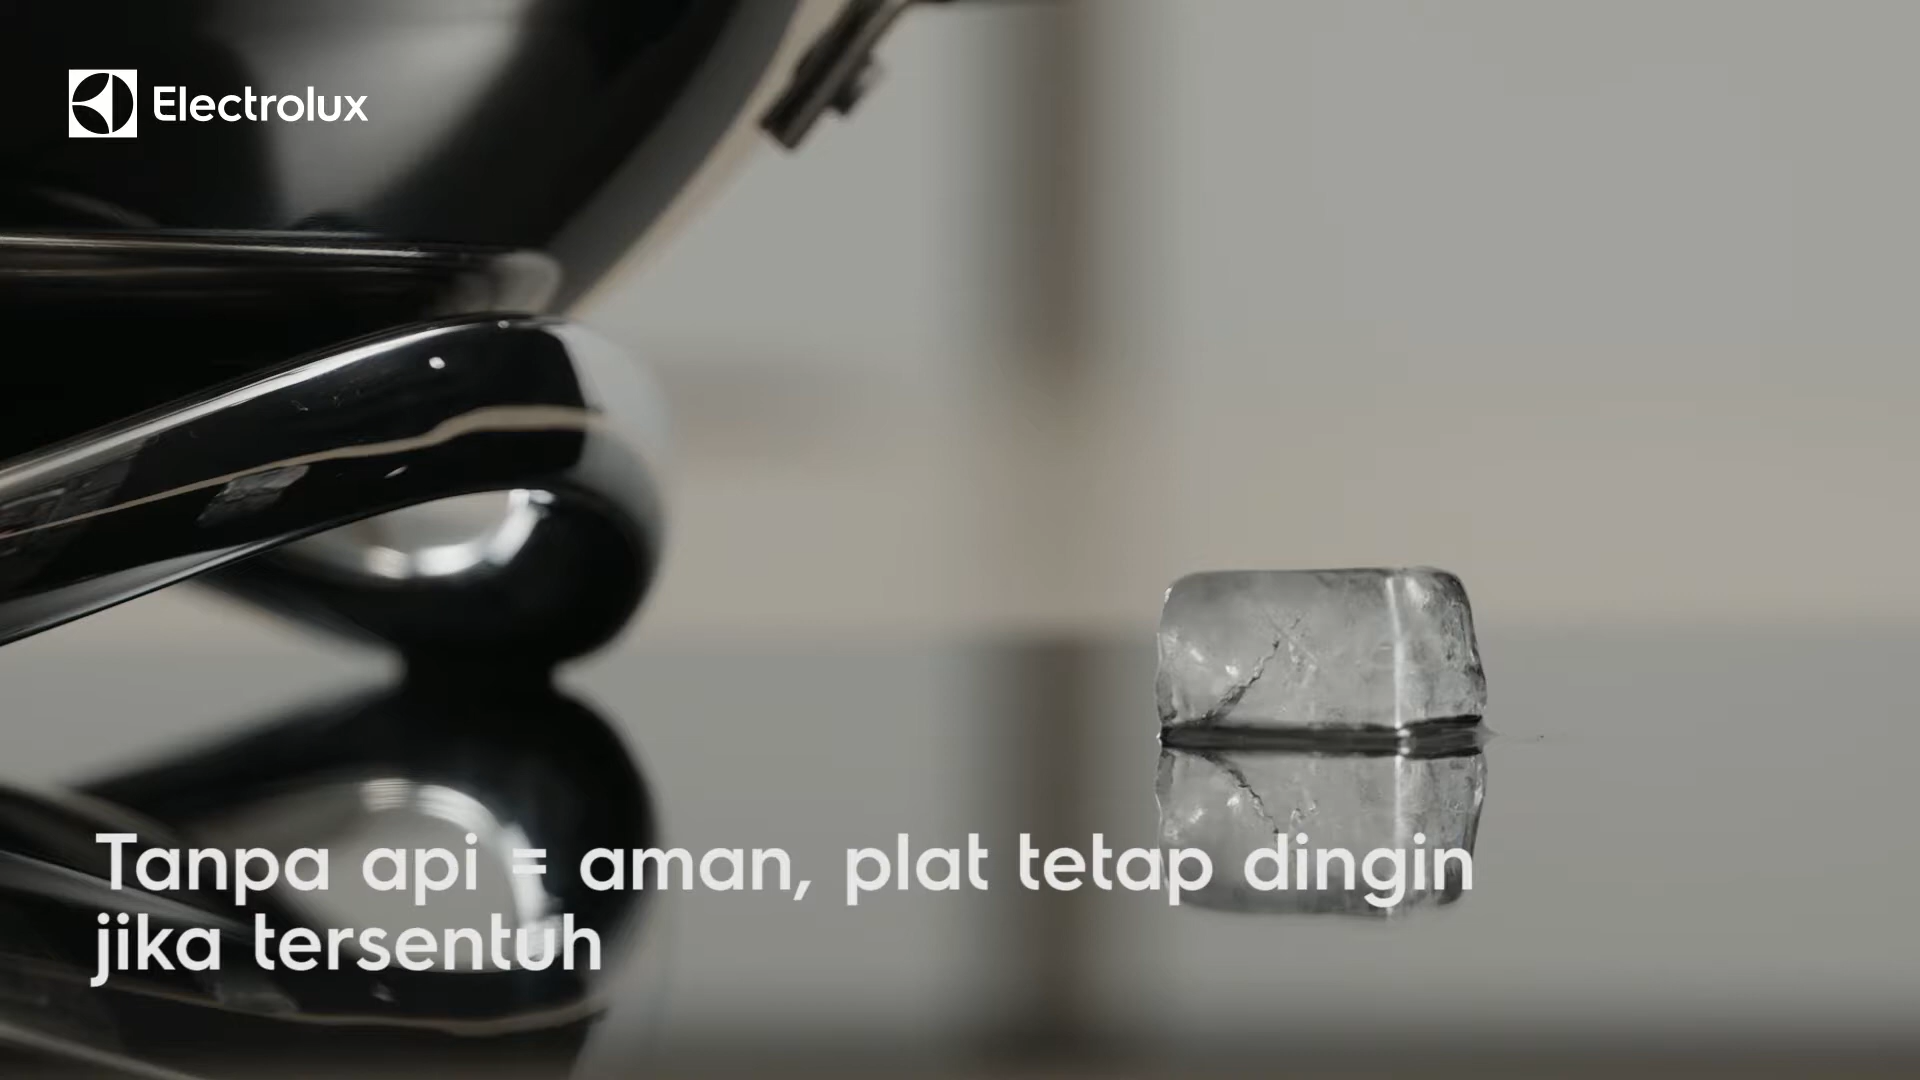 Electrolux
Tanpa api = aman, plat tetap dingin
jika tersentuh